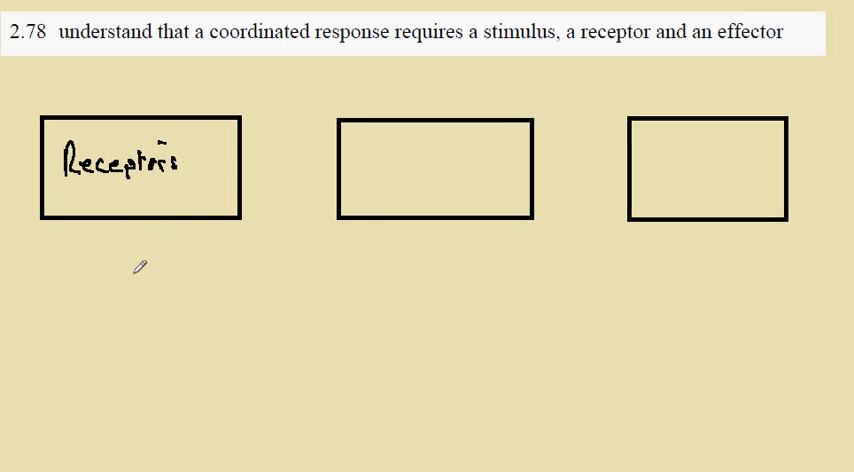 2.78 understand that a coordinated response requires a stimulus, a receptor and an effector
Receptors